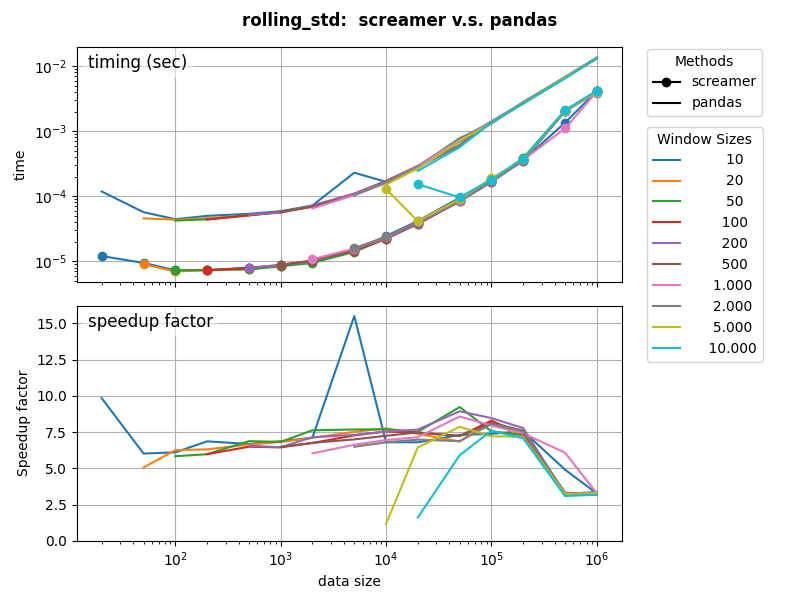 rolling_std:  screamer v.s. pandas
timing (sec)
time
10⁻²
10⁻³
10⁻⁴
10⁻⁵
Methods
screamer
pandas
Window Sizes
10
20
50
100
200
500
1.000
2.000
5.000
10.000
speedup factor
Speedup factor
15.0
12.5
10.0
7.5
5.0
2.5
0.0
10²
10³
10⁴
10⁵
10⁶
data size